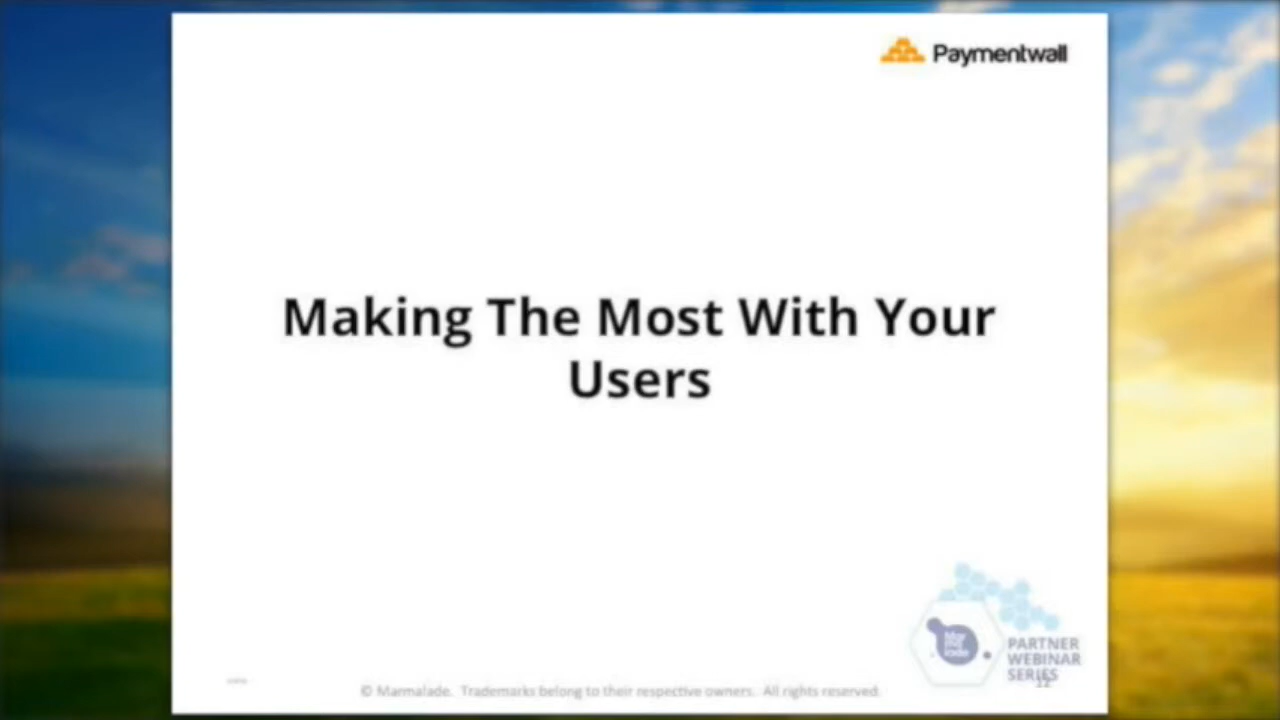 Paymentwall
Making The Most With Your
Users
PARTNER
WEBINAR
SERIES
12
© Marmalade. Trademarks belong to their respective owners. All rights reserved.